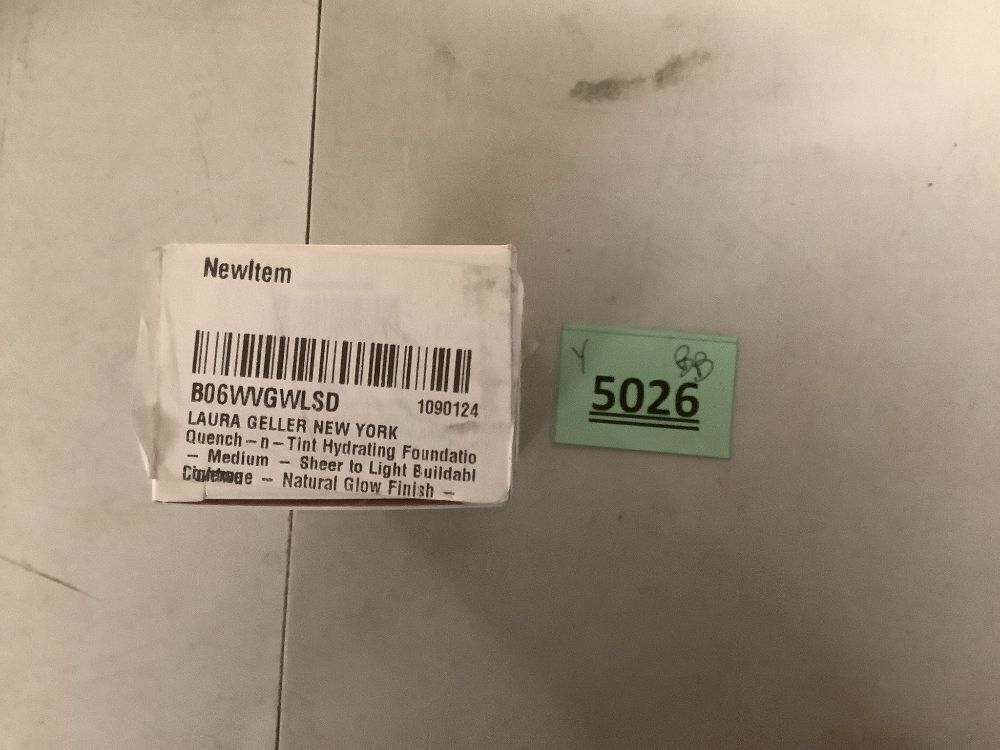 NewItem
B06WVGWLSD
1090124
LAURA GELLER NEW YORK
Quench-n-Tint Hydrating Foundatio
- Medium - Sheer to Light Buildabl
- Natural Glow Finish -
Y
BB
5026